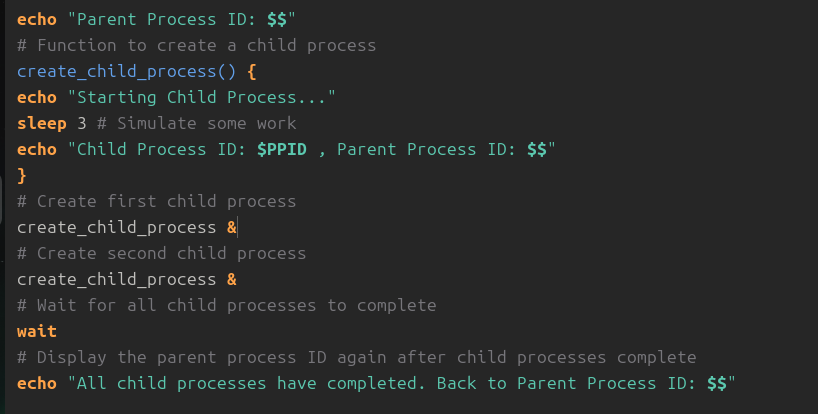 echo "Parent Process ID: $$"
# Function to create a child process
create_child_process() {
echo "Starting Child Process..."
sleep 3 # Simulate some work
echo "Child Process ID: $PPID , Parent Process ID: $$"
}
# Create first child process
create_child_process &
# Create second child process
create_child_process &
# Wait for all child processes to complete
wait
# Display the parent process ID again after child processes complete
echo "All child processes have completed. Back to Parent Process ID: $$"